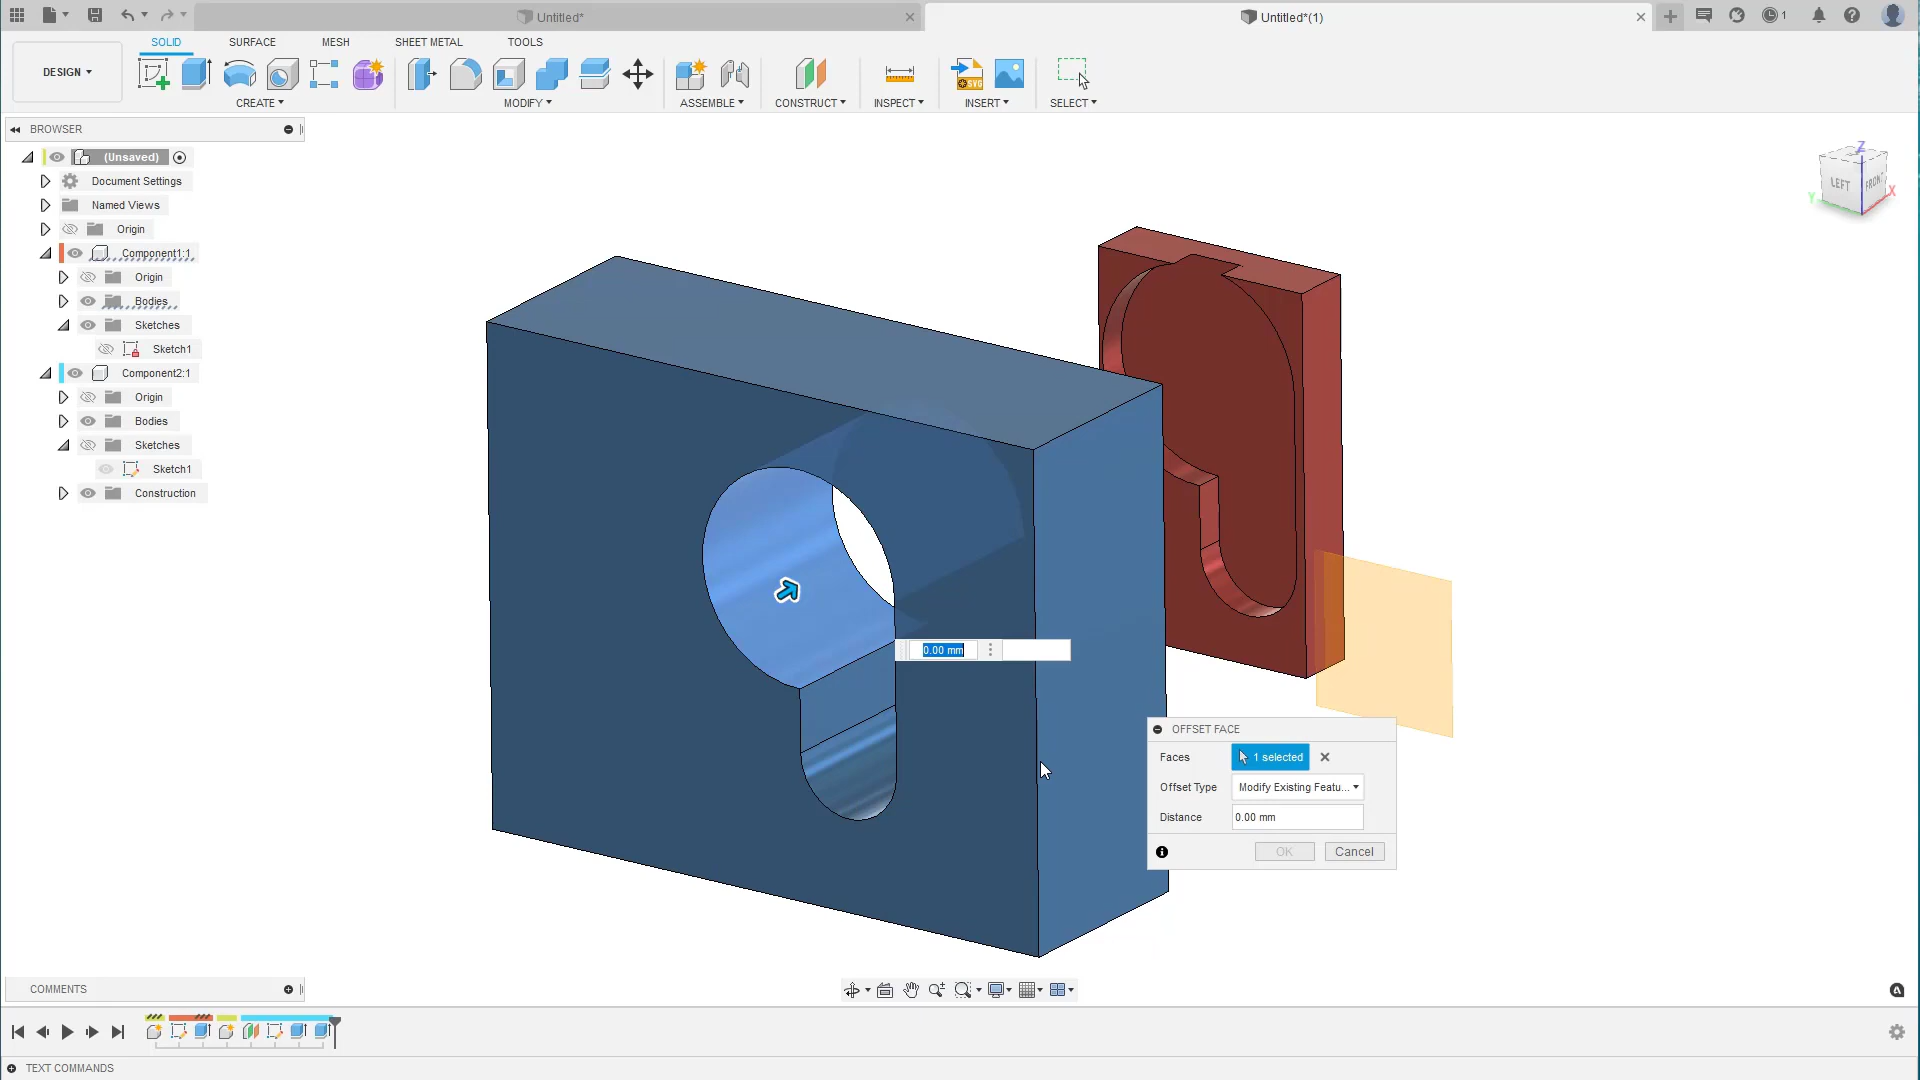 Untitled*
Untitled*(1)
1
DESIGN
SOLID
SURFACE
MESH
SHEET METAL
TOOLS
CREATE
MODIFY
ASSEMBLE
CONSTRUCT
INSPECT
INSERT
SELECT
SVG
BROWSER
(Unsaved)
Document Settings
Named Views
Origin
Component1:1
Origin
Bodies
Sketches
Sketch1
Component2:1
Origin
Bodies
Sketches
Sketch1
Construction
Z
LEFT
FRONT
X
Y
0.00 mm
OFFSET FACE
Faces
1 selected
Offset Type
Modify Existing Featu...
Distance
0.00 mm
OK
Cancel
COMMENTS
TEXT COMMANDS